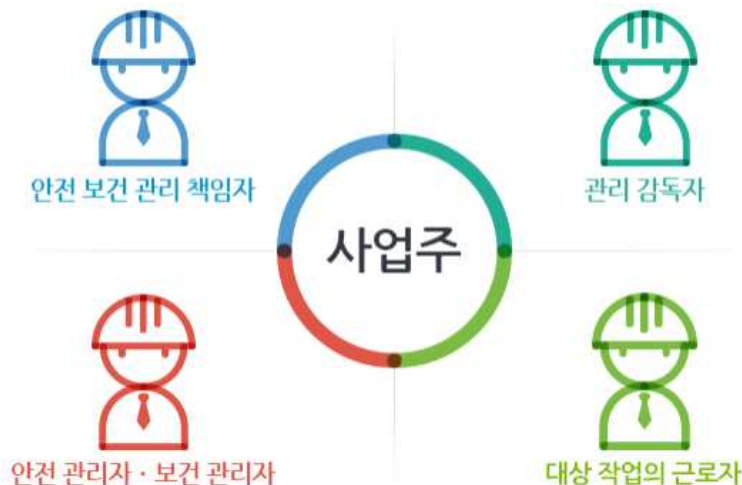 안전 보건 관리 책임자
관리 감독자
사업주
안전 관리자 · 보건 관리자
대상 작업의 근로자